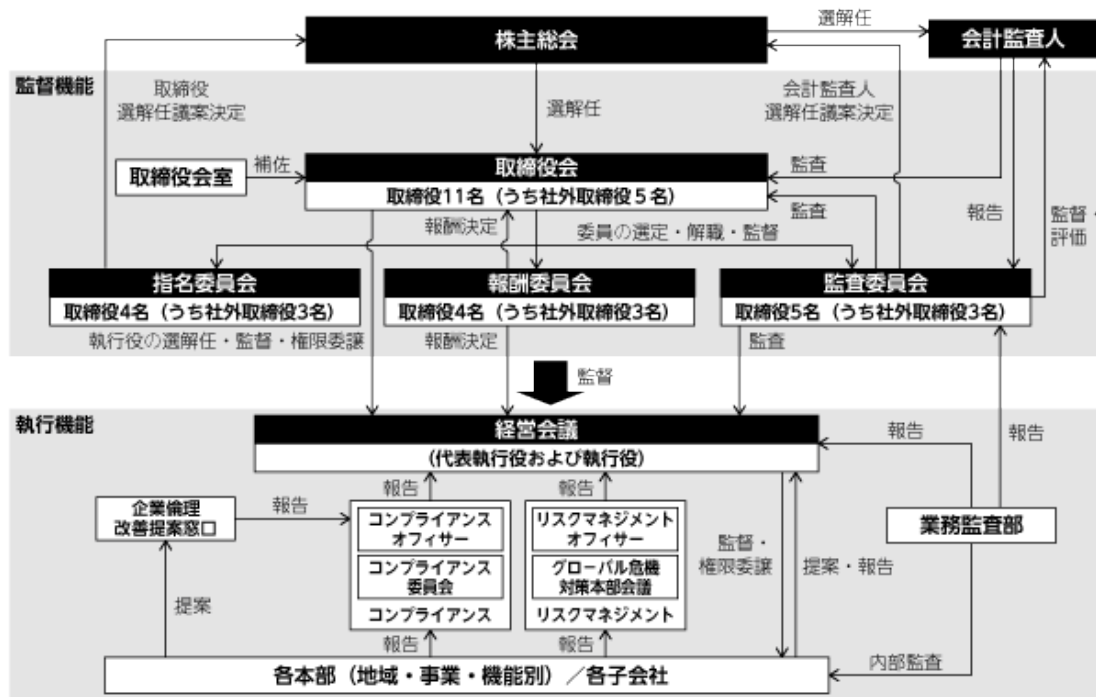 選解任
株主総会
会計監査人
監督機能
取締役
選解任議案決定
選解任
会計監査人
選解任議案決定
取締役会室
補佐
取締役会
取締役11名（うち社外取締役５名）
監査
監査
報告
監督・
評価
報酬決定
委員の選定・解職・監督
指名委員会
取締役4名（うち社外取締役3名）
報酬委員会
取締役4名（うち社外取締役3名）
監査委員会
取締役5名（うち社外取締役3名）
執行役の選解任・監督・権限委譲
報酬決定
監査
監督
執行機能
経営会議
（代表執行役および執行役）
報告
報告
報告
報告
企業倫理
改善提案窓口
報告
コンプライアンス
オフィサー
コンプライアンス
委員会
コンプライアンス
リスクマネジメント
オフィサー
グローバル危機
対策本部会議
リスクマネジメント
監督・
権限委譲
提案・報告
業務監査部
提案
報告
報告
内部監査
各本部（地域・事業・機能別）／各子会社